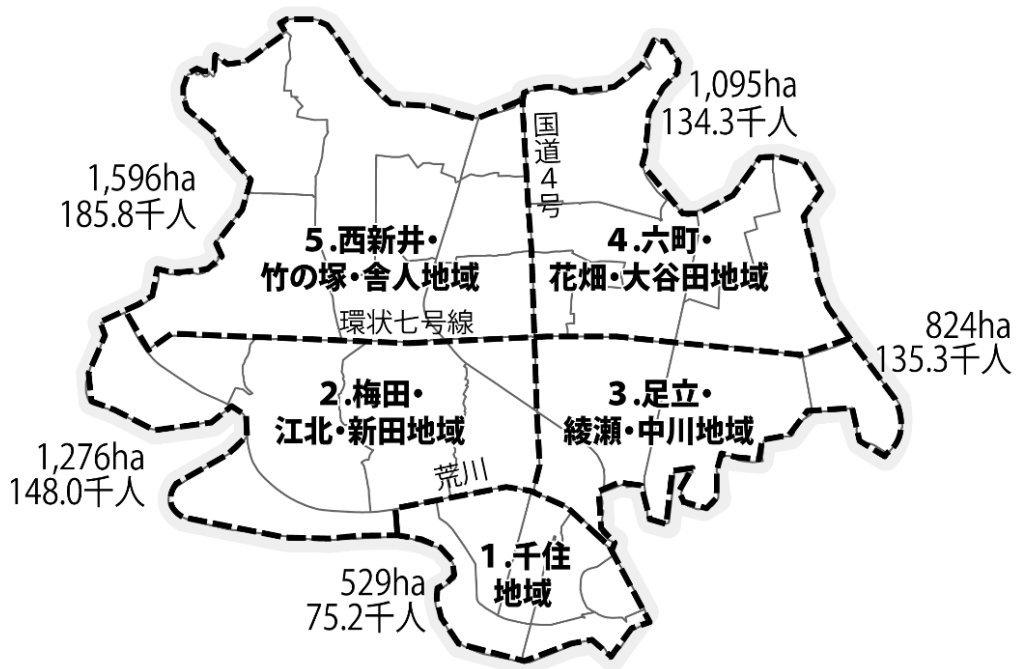 1,095ha
134.3千人
国道4号
1,596ha
185.8千人
5.西新井・
竹の塚・舎人地域
4.六町・
花畑・大谷田地域
環状七号線
824ha
135.3千人
2.梅田・
江北・新田地域
3.足立・
綾瀬・中川地域
1,276ha
148.0千人
荒川
1.千住
地域
529ha
75.2千人